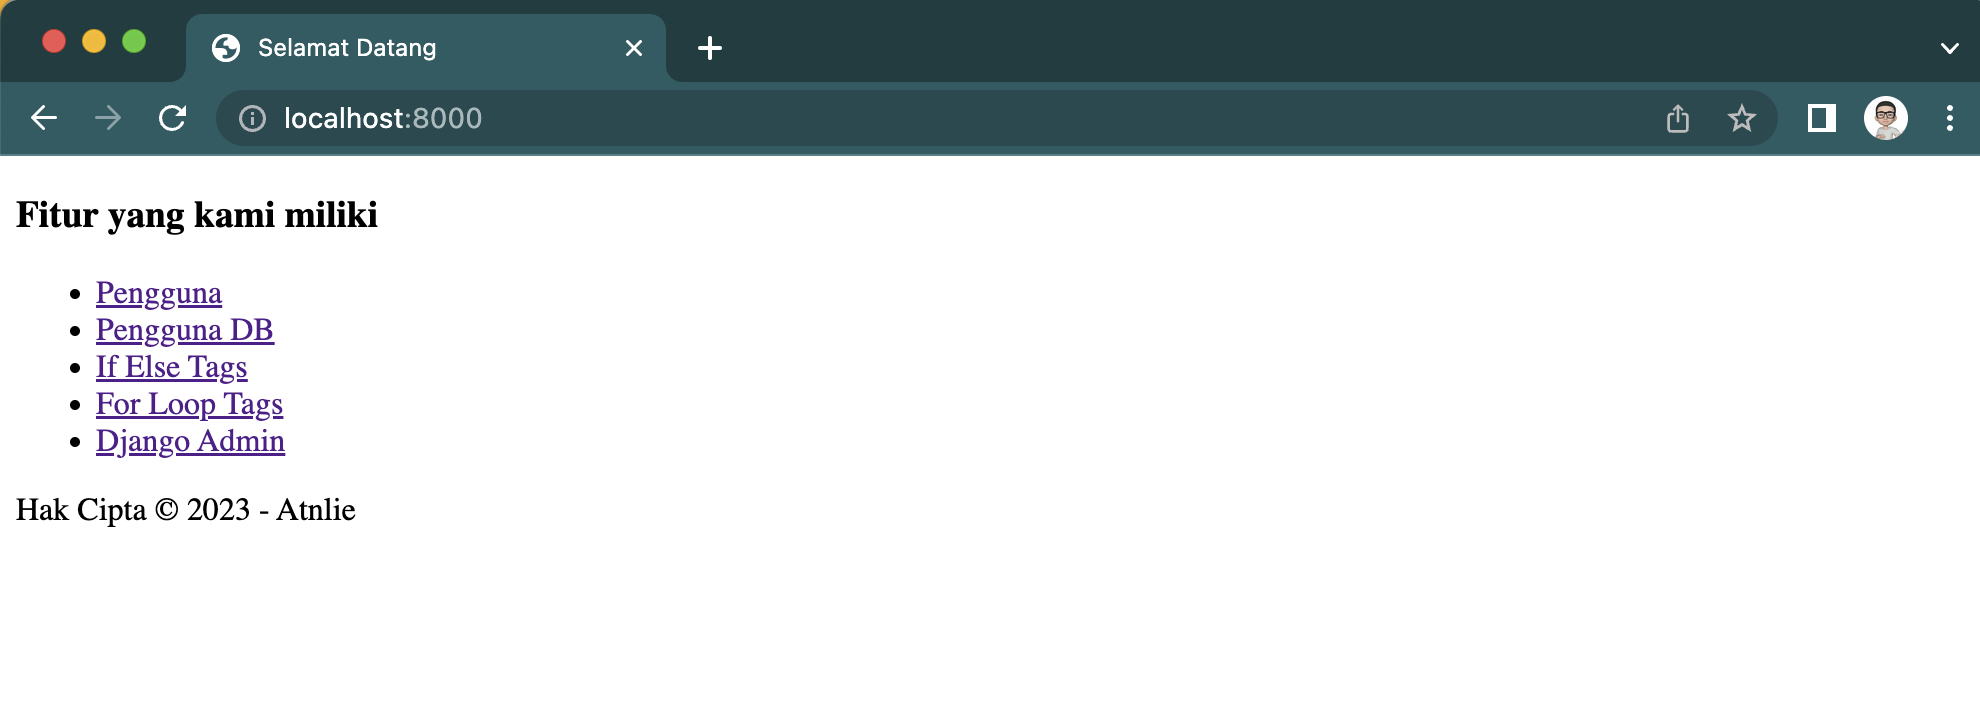 Selamat Datang
localhost:8000
Fitur yang kami miliki
Pengguna
Pengguna DB
If Else Tags
For Loop Tags
Django Admin
Hak Cipta © 2023 - Atnlie